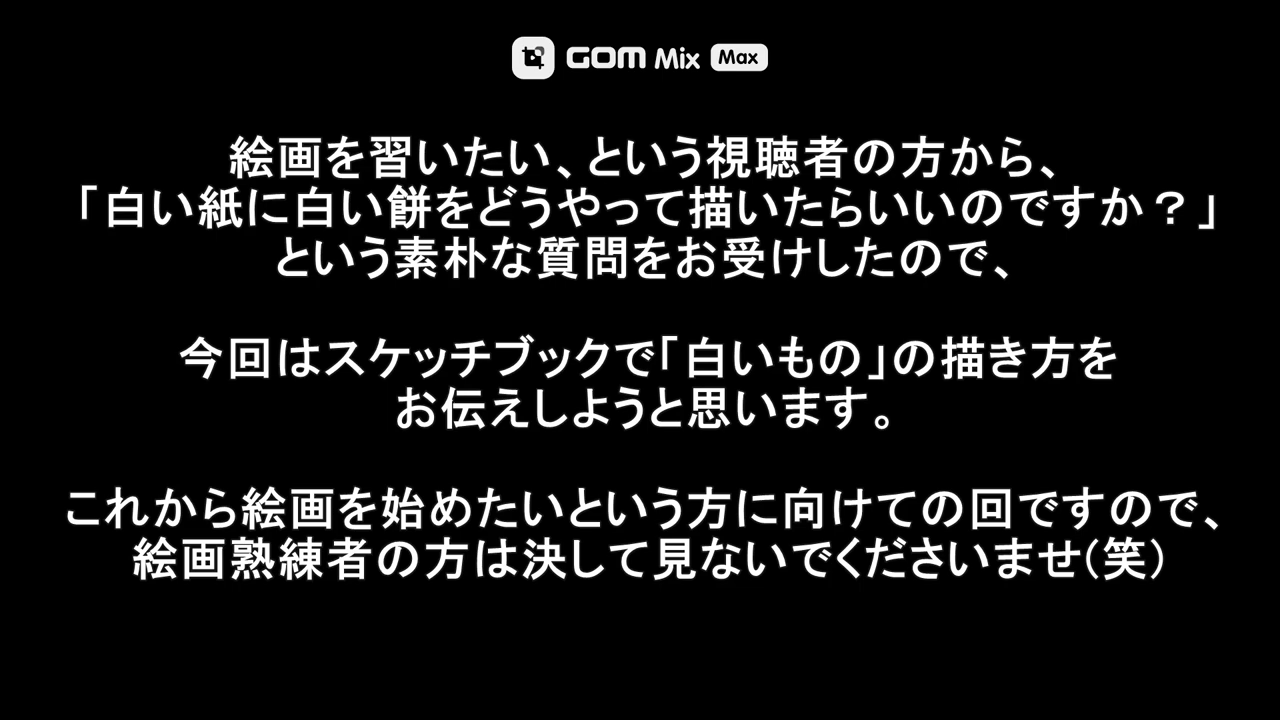 GOM Mix Max
絵画を習いたい、という視聴者の方から、
「白い紙に白い餅をどうやって描いたらいいのですか？」
という素朴な質問をお受けしたので、
今回はスケッチブックで「白いもの」の描き方を
お伝えしようと思います。
これから絵画を始めたいという方に向けての回ですので、
絵画熟練者の方は決して見ないでくださいませ(笑)